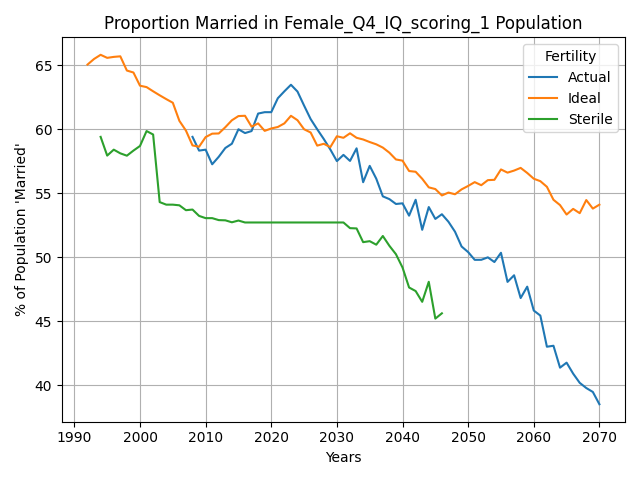 Proportion Married in Female_Q4_IQ_scoring_1 Population
% of Population 'Married'
65
60
55
50
45
40
Fertility
Actual
Ideal
Sterile
1990 2000 2010 2020 2030 2040 2050 2060 2070
Years